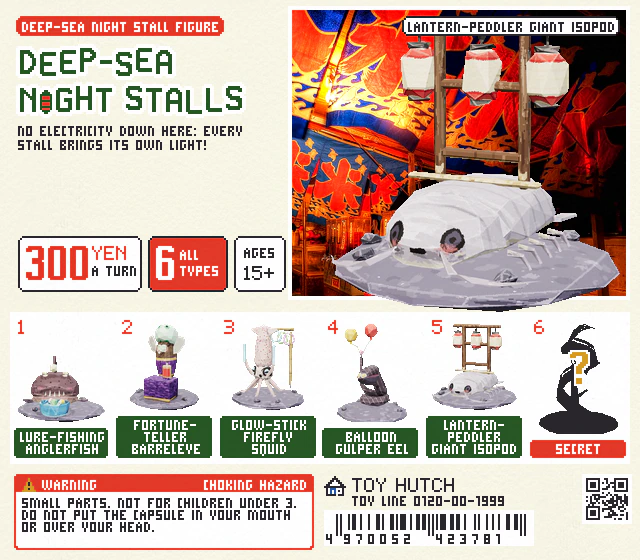 DEEP-SEA NIGHT STALL FIGURE
DEEP-SEA
NIGHT STALLS
NO ELECTRICITY DOWN HERE: EVERY
STALL BRINGS ITS OWN LIGHT!
300 YEN
A TURN
6 ALL
TYPES
AGES
15+
LANTERN-PEDDLER GIANT ISOPOD
1
LURE-FISHING
ANGLERFISH
2
FORTUNE-
TELLER
BARRELEYE
3
GLOW-STICK
FIREFLY
SQUID
4
BALLOON
GULPER EEL
5
LANTERN-
PEDDLER
GIANT ISOPOD
6
?
SECRET
WARNING CHOKING HAZARD
SMALL PARTS. NOT FOR CHILDREN UNDER 3.
DO NOT PUT THE CAPSULE IN YOUR MOUTH
OR OVER YOUR HEAD.
TOY HUTCH
TOY LINE 0120-00-1999
4 970052 423781